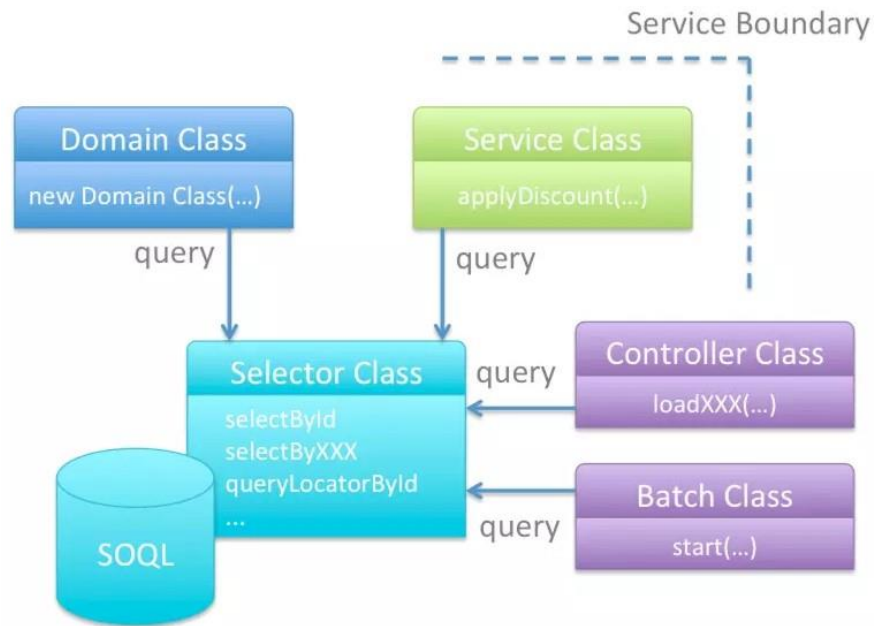 Service Boundary
Domain Class
new Domain Class(...)
Service Class
applyDiscount(...)
query
query
Selector Class
selectById
selectByXXX
queryLocatorById
...
query
Controller Class
loadXXX(...)
query
Batch Class
start(...)
SOQL